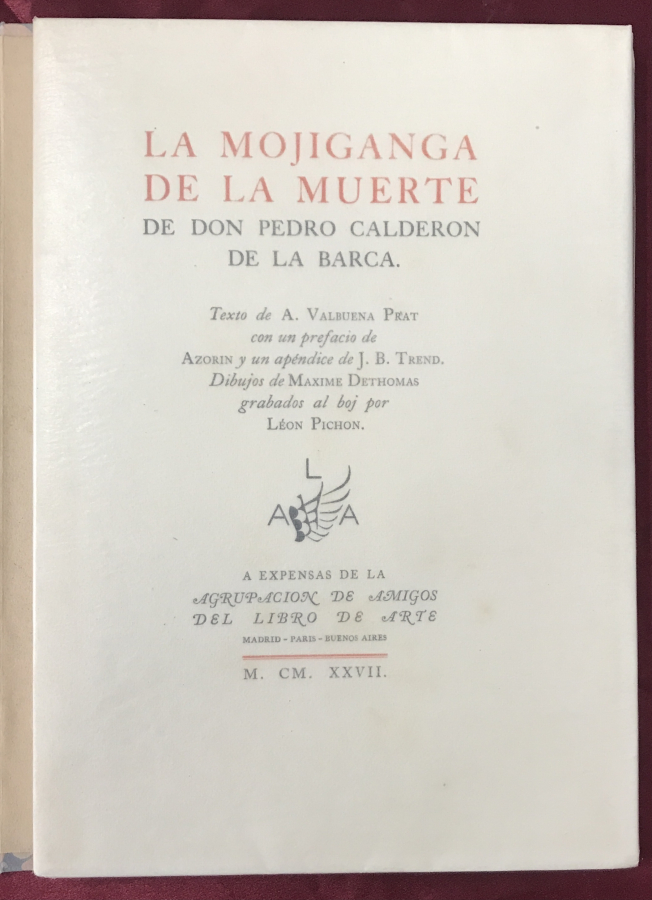 LA MOJIGANGA
DE LA MUERTE
DE DON PEDRO CALDERON
DE LA BARCA.
Texto de A. VALBUENA PRAT
con un prefacio de
AZORIN y un apéndice de J. B. TREND.
Dibujos de MAXIME DETHOMAS
grabados al boj por
LÉON PICHON.
L
A A
A EXPENSAS DE LA
AGRUPACION DE AMIGOS
DEL LIBRO DE ARTE
MADRID - PARIS - BUENOS AIRES
M. CM. XXVII.